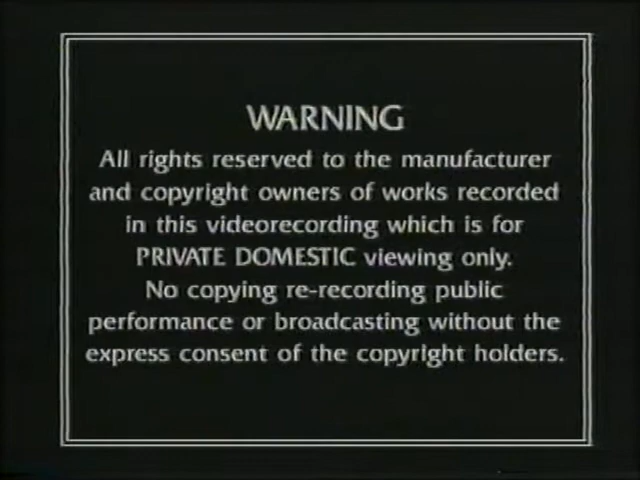 WARNING
All rights reserved to the manufacturer
and copyright owners of works recorded
in this videorecording which is for
PRIVATE DOMESTIC viewing only.
No copying re-recording public
performance or broadcasting without the
express consent of the copyright holders.